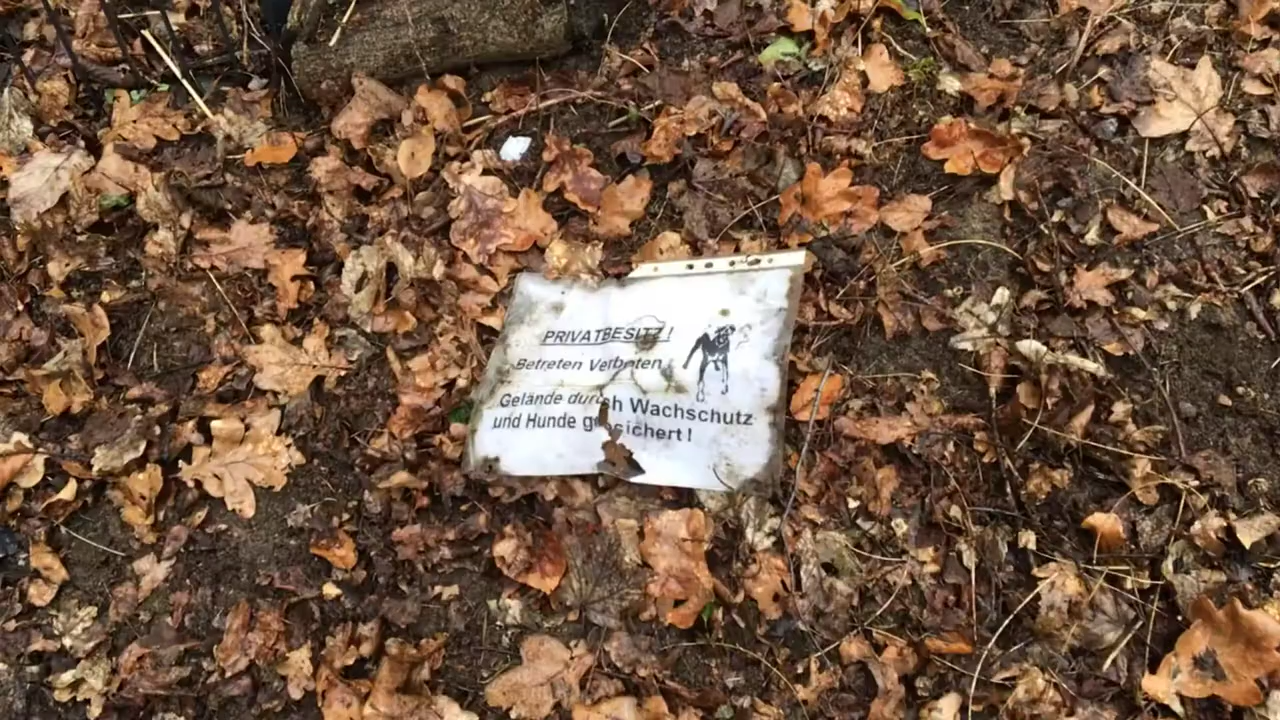 PRIVATBESITZ!
Betreten Verboten!
Gelände durch Wachschutz
und Hunde gesichert!